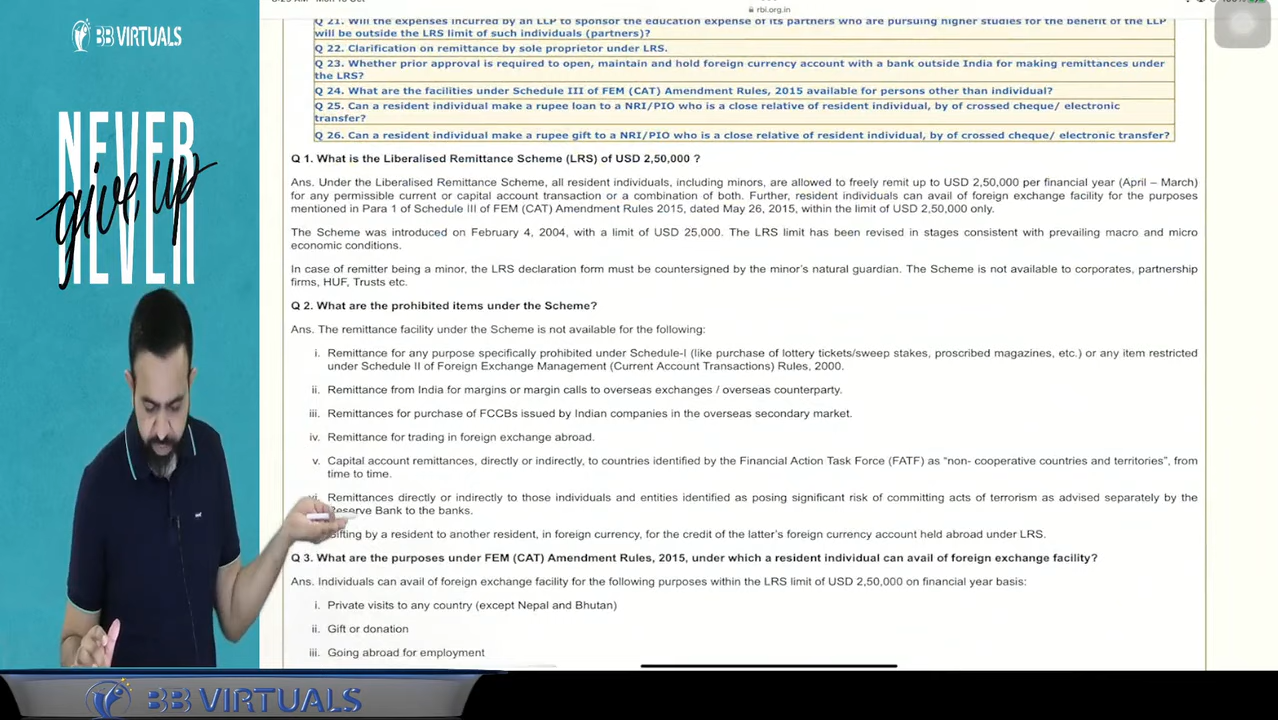 rbi.org.in
BB VIRTUALS
NEVER
give up
NEVER
Q 21. Will the expenses incurred by an LLP to sponsor the education expense of its partners who are pursuing higher studies for the benefit of the LLP
will be outside the LRS limit of such individuals (partners)?
Q 22. Clarification on remittance by sole proprietor under LRS.
Q 23. Whether prior approval is required to open, maintain and hold foreign currency account with a bank outside India for making remittances under
the LRS?
Q 24. What are the facilities under Schedule III of FEM (CAT) Amendment Rules, 2015 available for persons other than individual?
Q 25. Can a resident individual make a rupee loan to a NRI/PIO who is a close relative of resident individual, by of crossed cheque/ electronic
transfer?
Q 26. Can a resident individual make a rupee gift to a NRI/PIO who is a close relative of resident individual, by of crossed cheque/ electronic transfer?
Q 1. What is the Liberalised Remittance Scheme (LRS) of USD 2,50,000 ?
Ans. Under the Liberalised Remittance Scheme, all resident individuals, including minors, are allowed to freely remit up to USD 2,50,000 per financial year (April – March)
for any permissible current or capital account transaction or a combination of both. Further, resident individuals can avail of foreign exchange facility for the purposes
mentioned in Para 1 of Schedule III of FEM (CAT) Amendment Rules 2015, dated May 26, 2015, within the limit of USD 2,50,000 only.
The Scheme was introduced on February 4, 2004, with a limit of USD 25,000. The LRS limit has been revised in stages consistent with prevailing macro and micro
economic conditions.
In case of remitter being a minor, the LRS declaration form must be countersigned by the minor's natural guardian. The Scheme is not available to corporates, partnership
firms, HUF, Trusts etc.
Q 2. What are the prohibited items under the Scheme?
Ans. The remittance facility under the Scheme is not available for the following:
i. Remittance for any purpose specifically prohibited under Schedule-I (like purchase of lottery tickets/sweep stakes, proscribed magazines, etc.) or any item restricted
under Schedule II of Foreign Exchange Management (Current Account Transactions) Rules, 2000.
ii. Remittance from India for margins or margin calls to overseas exchanges / overseas counterparty.
iii. Remittances for purchase of FCCBs issued by Indian companies in the overseas secondary market.
iv. Remittance for trading in foreign exchange abroad.
v. Capital account remittances, directly or indirectly, to countries identified by the Financial Action Task Force (FATF) as "non- cooperative countries and territories", from
time to time.
vi. Remittances directly or indirectly to those individuals and entities identified as posing significant risk of committing acts of terrorism as advised separately by the
Reserve Bank to the banks.
Gifting by a resident to another resident, in foreign currency, for the credit of the latter's foreign currency account held abroad under LRS.
Q 3. What are the purposes under FEM (CAT) Amendment Rules, 2015, under which a resident individual can avail of foreign exchange facility?
Ans. Individuals can avail of foreign exchange facility for the following purposes within the LRS limit of USD 2,50,000 on financial year basis:
i. Private visits to any country (except Nepal and Bhutan)
ii. Gift or donation
iii. Going abroad for employment
BB VIRTUALS